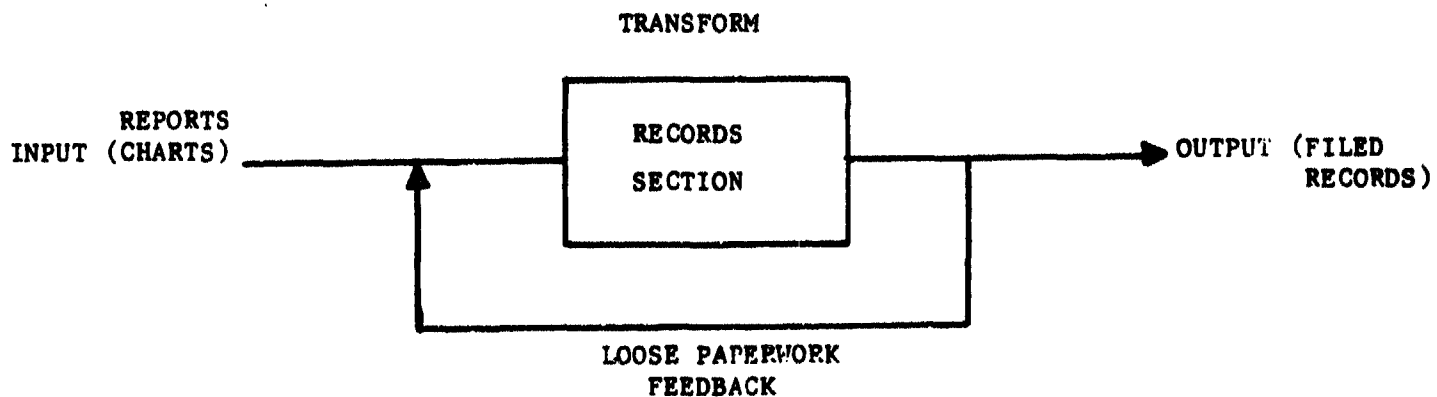 TRANSFORM
REPORTS
INPUT (CHARTS)
RECORDS
SECTION
OUTPUT (FILED
RECORDS)
LOOSE PAPERWORK
FEEDBACK